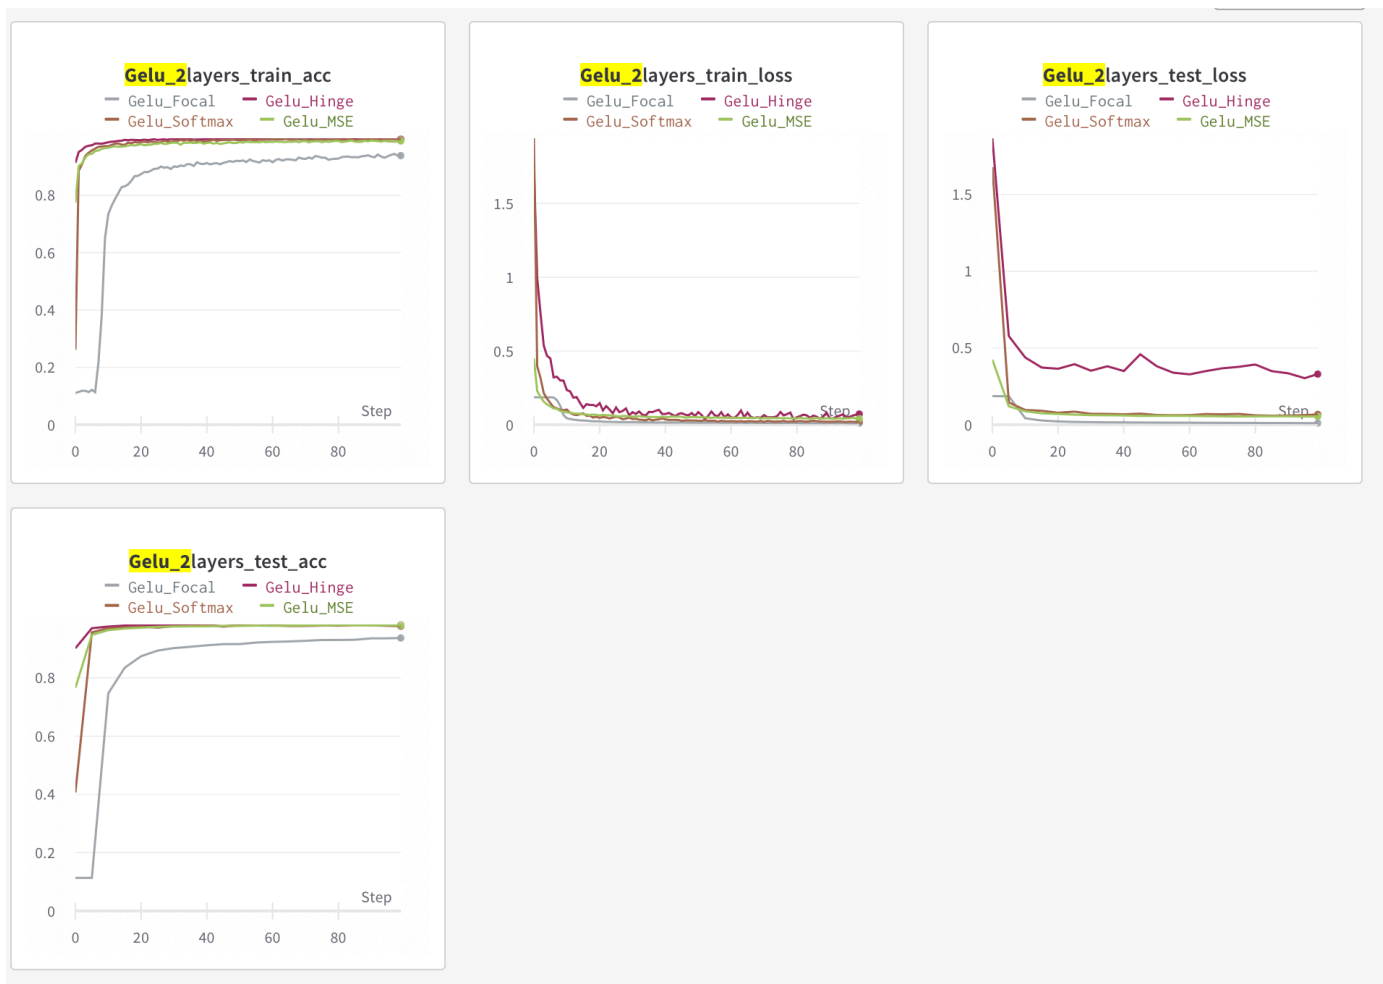 Gelu_2layers_train_acc
Gelu_Focal Gelu_Hinge
Gelu_Softmax Gelu_MSE
0.8
0.6
0.4
0.2
0
Step
0 20 40 60 80
Gelu_2layers_train_loss
Gelu_Focal Gelu_Hinge
Gelu_Softmax Gelu_MSE
1.5
1
0.5
0
Step
0 20 40 60 80
Gelu_2layers_test_loss
Gelu_Focal Gelu_Hinge
Gelu_Softmax Gelu_MSE
1.5
1
0.5
0
Step
0 20 40 60 80
Gelu_2layers_test_acc
Gelu_Focal Gelu_Hinge
Gelu_Softmax Gelu_MSE
0.8
0.6
0.4
0.2
0
Step
0 20 40 60 80